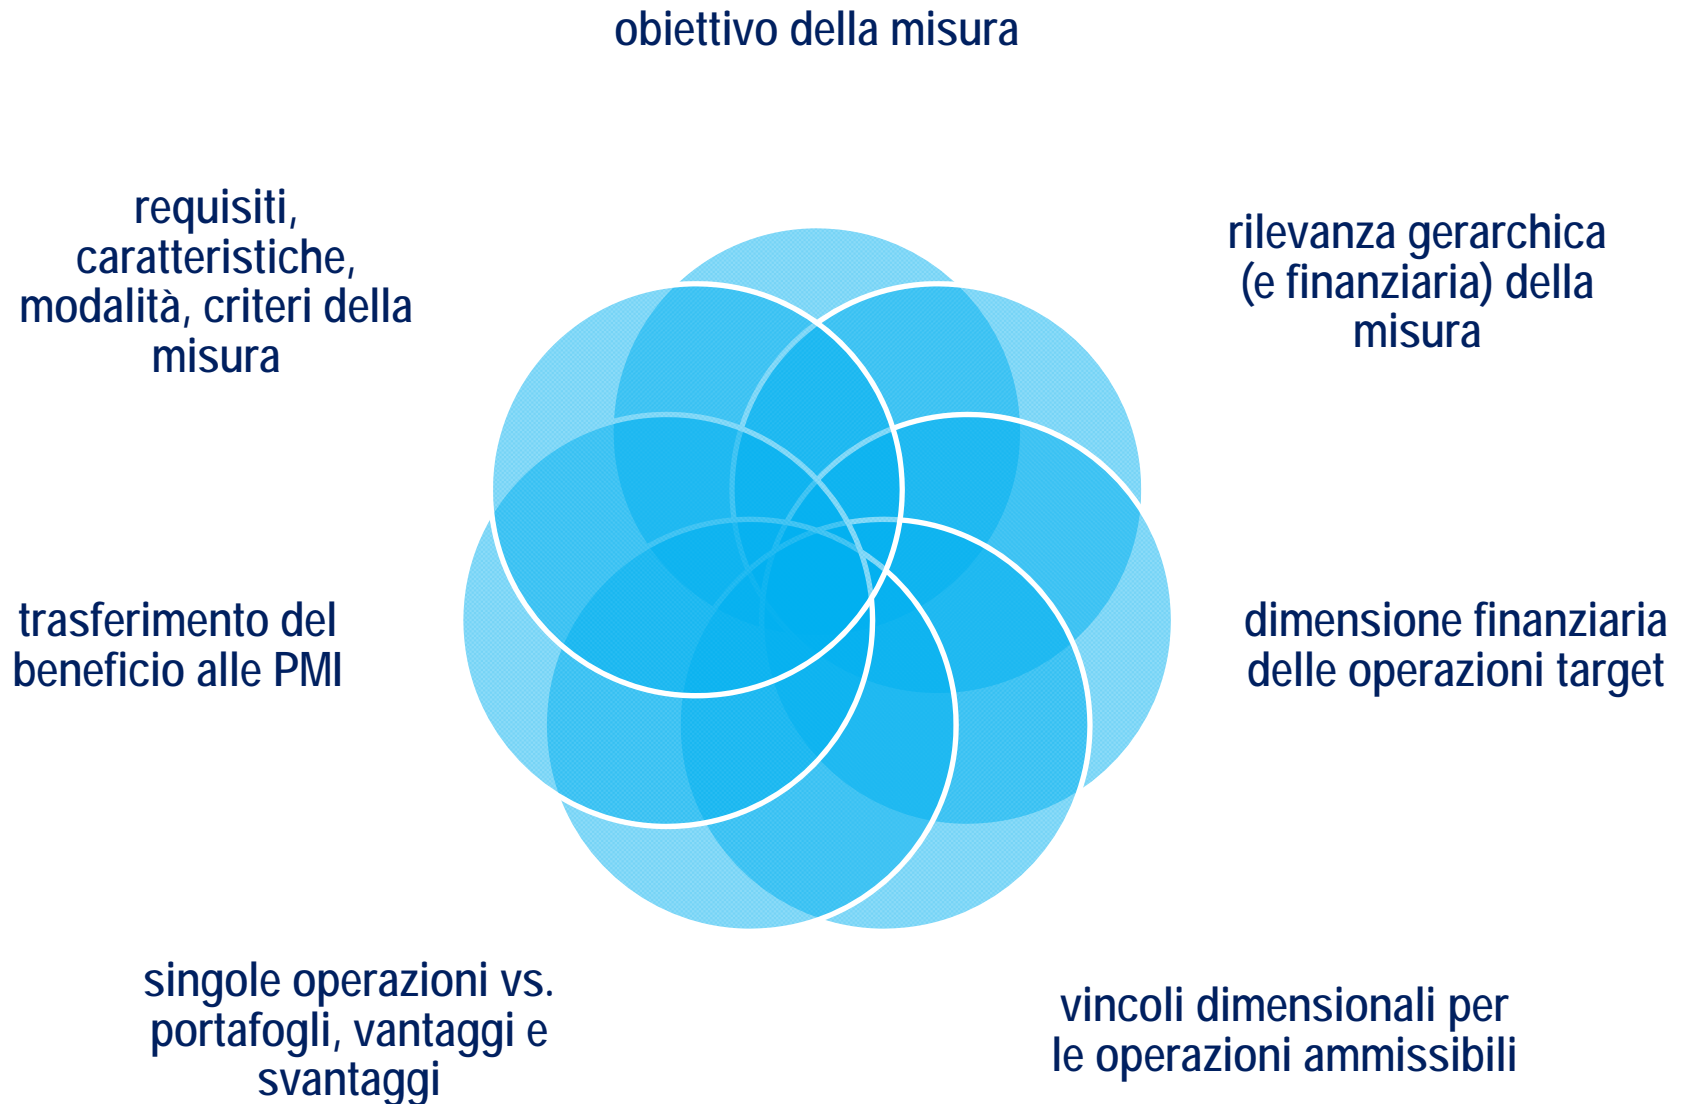 obiettivo della misura
requisiti,
caratteristiche,
modalità, criteri della
misura
rilevanza gerarchica
(e finanziaria) della
misura
trasferimento del
beneficio alle PMI
dimensione finanziaria
delle operazioni target
singole operazioni vs.
portafogli, vantaggi e
svantaggi
vincoli dimensionali per
le operazioni ammissibili